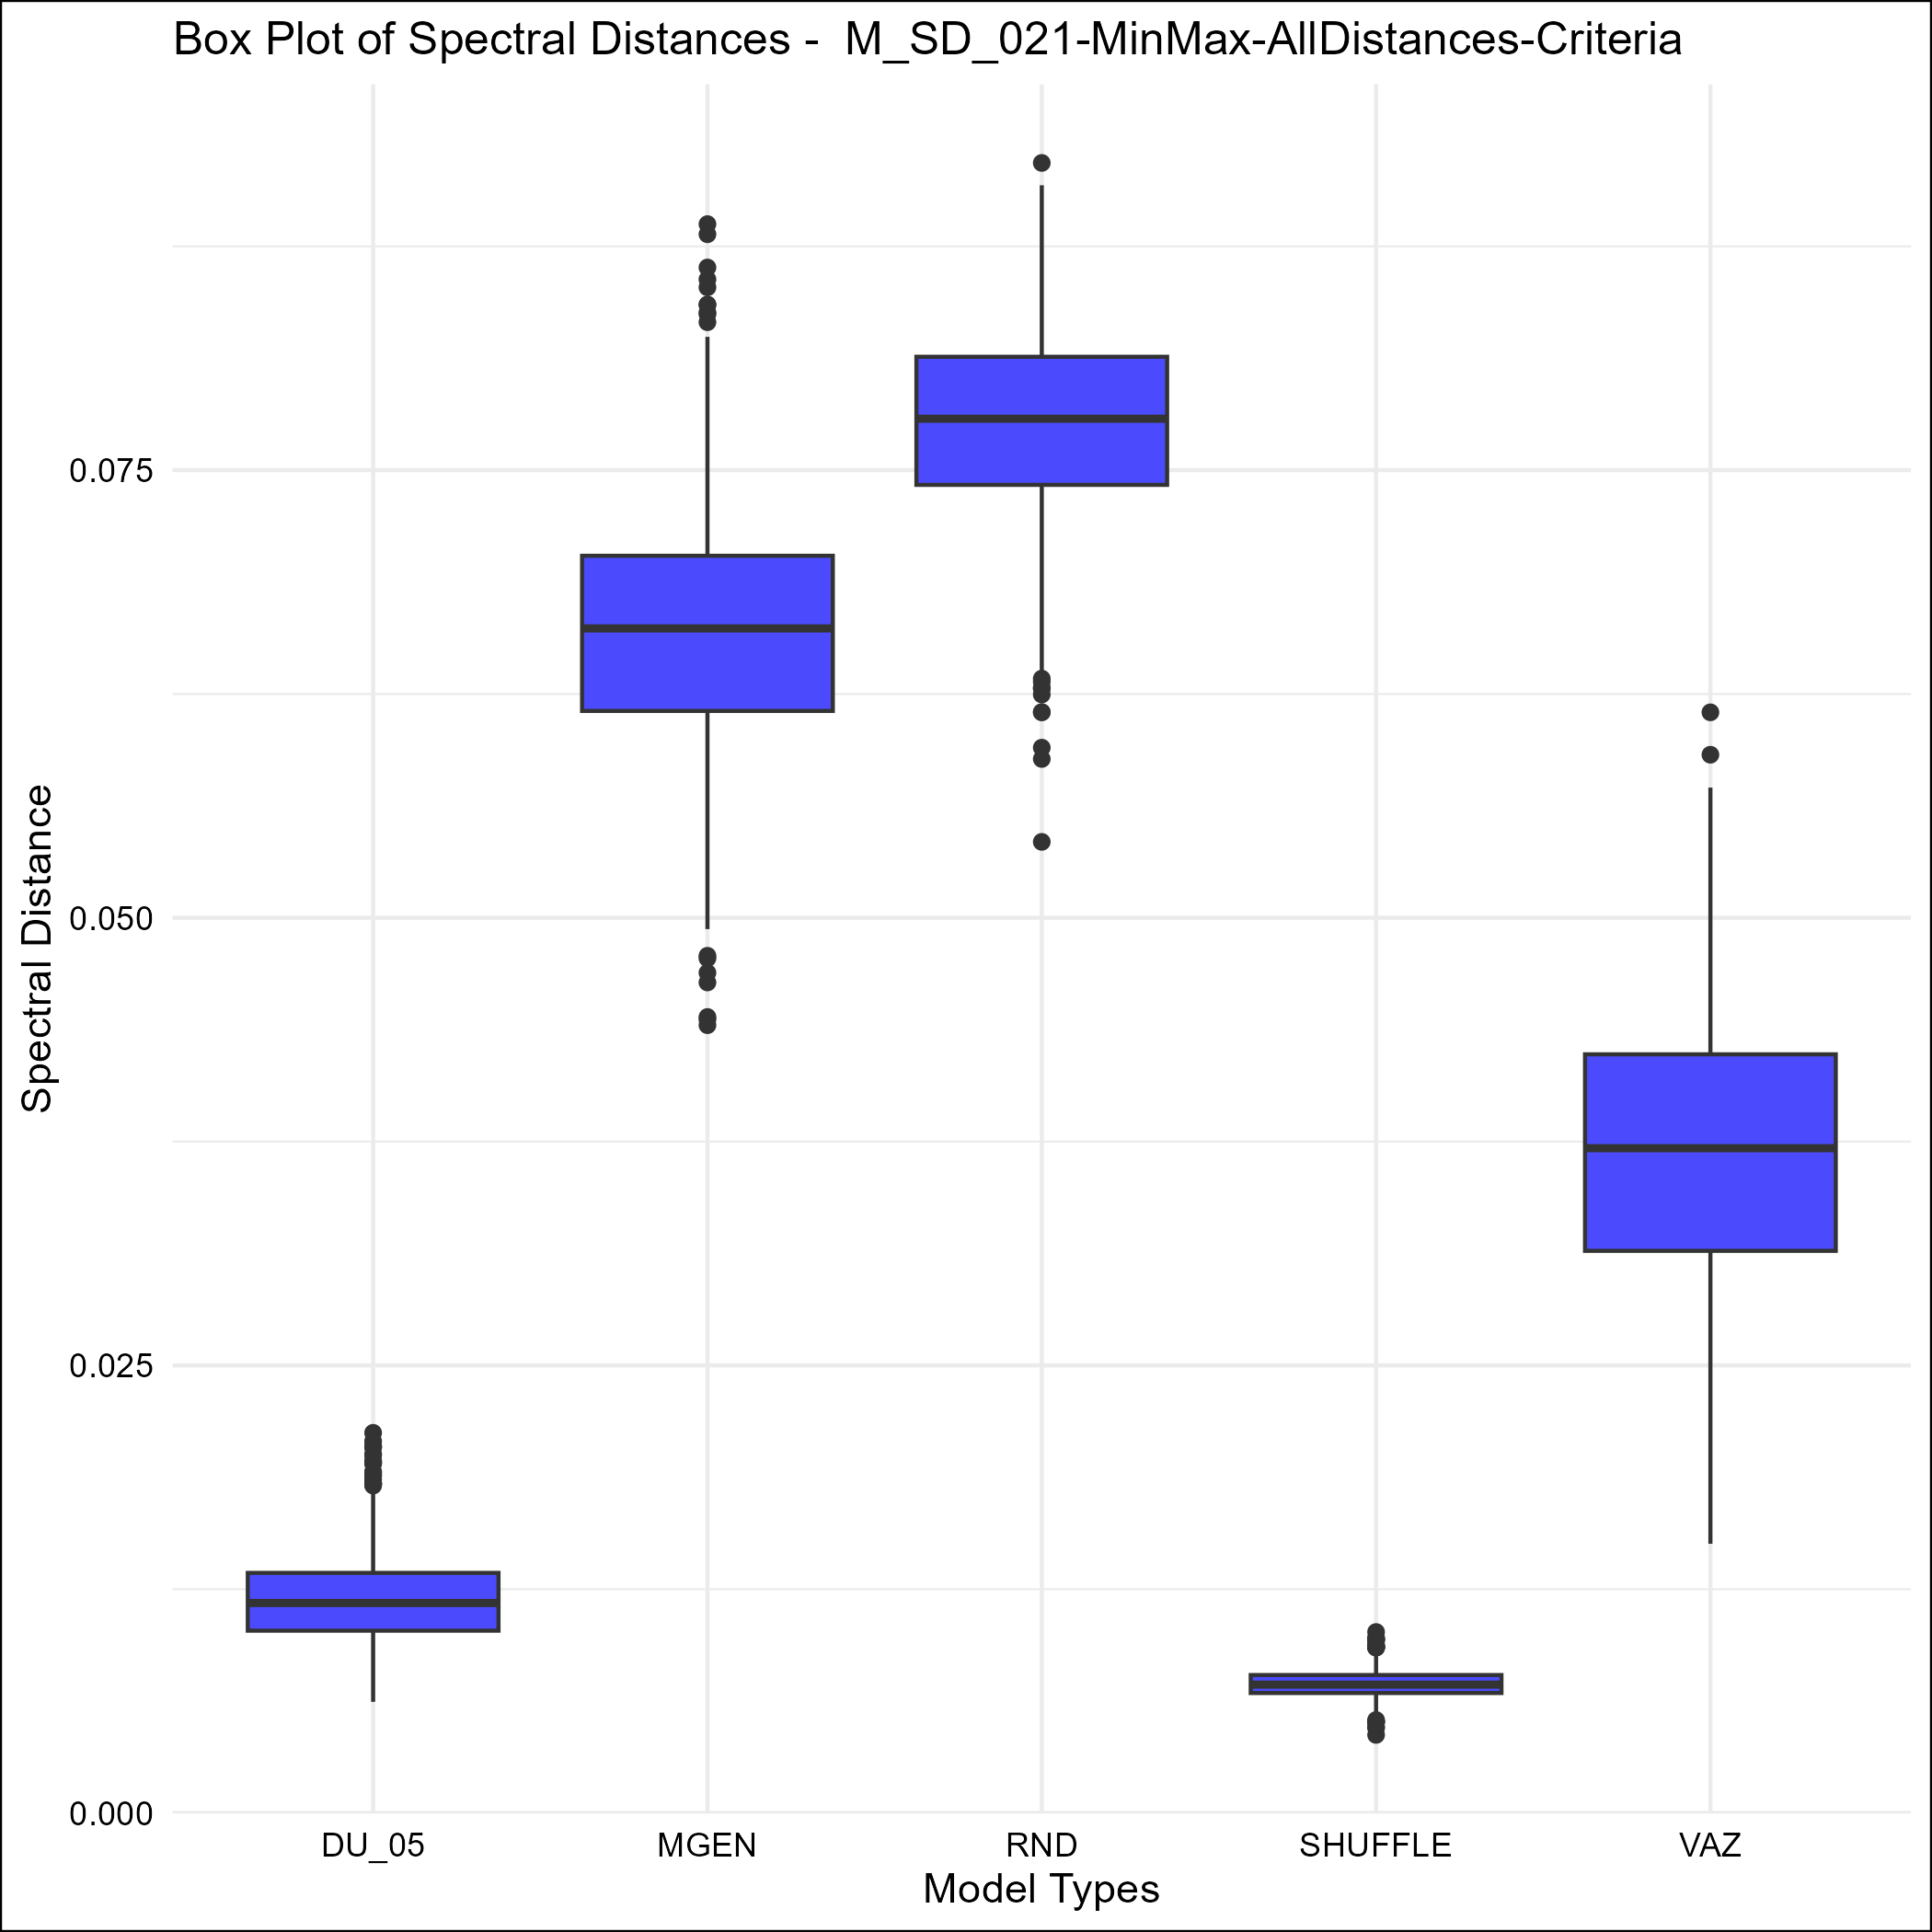 Box Plot of Spectral Distances -  M_SD_021-MinMax-AllDistances-Criteria
Spectral Distance
0.075
0.050
0.025
0.000
DU_05 MGEN RND SHUFFLE VAZ
Model Types